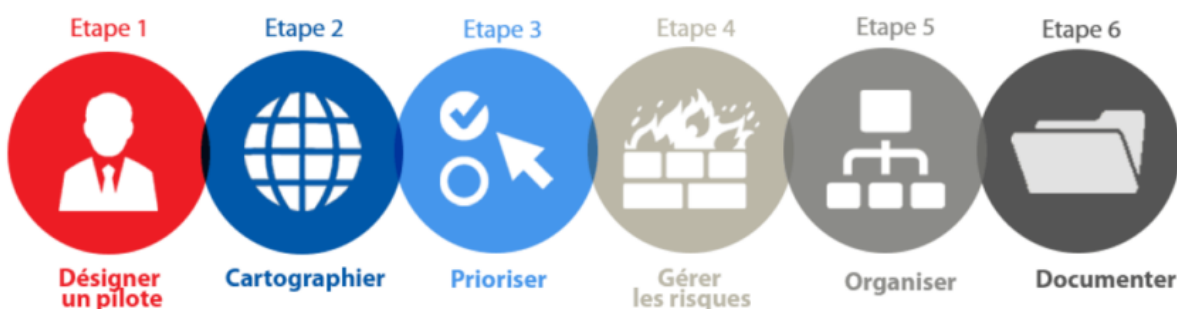 Etape 1
Etape 2
Etape 3
Etape 4
Etape 5
Etape 6
Désigner
un pilote
Cartographier
Prioriser
Gérer
les risques
Organiser
Documenter